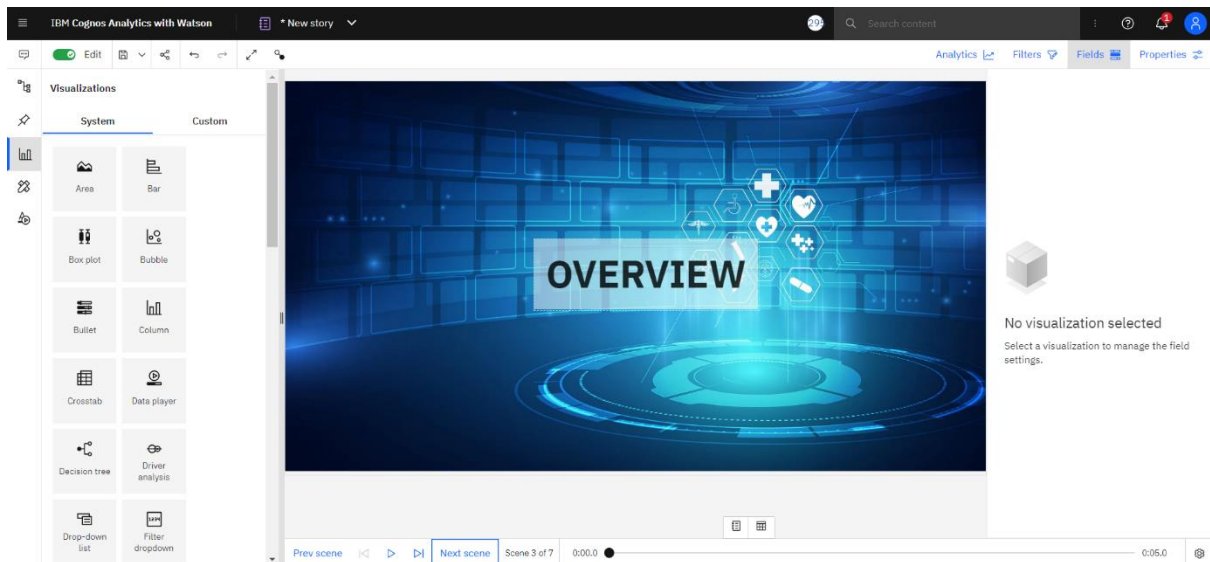 IBM Cognos Analytics with Watson
* New story
Search content
1
Edit
Analytics
Filters
Fields
Properties
Visualizations
System
Custom
Area
Bar
Box plot
Bubble
Bullet
Column
Crosstab
Data player
Decision tree
Driver
analysis
Drop-down
list
Filter
dropdown
OVERVIEW
No visualization selected
Select a visualization to manage the field
settings.
Prev scene
Next scene
Scene 3 of 7
0:00.0
0:05.0